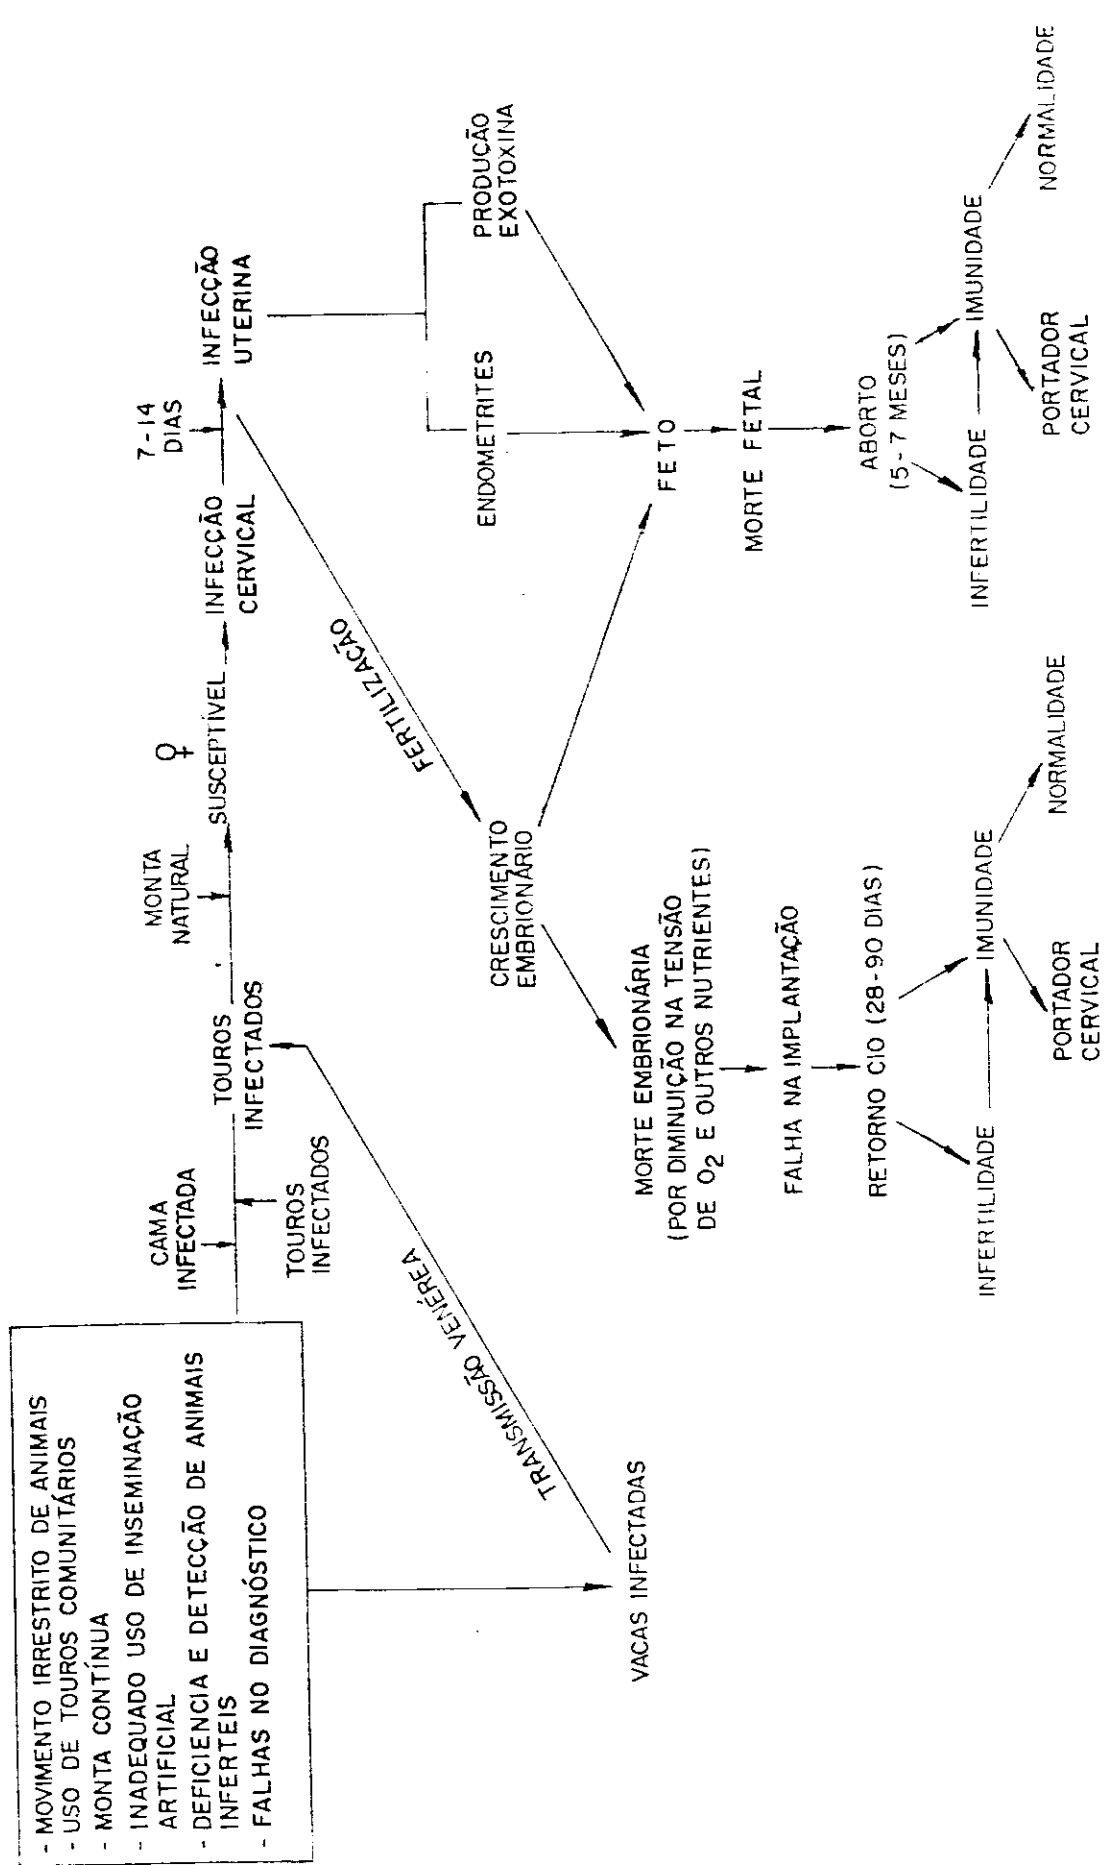 - MOVIMENTO IRRESTRITO DE ANIMAIS
- USO DE TOUROS COMUNITÁRIOS
- MONTA CONTÍNUA
- INADEQUADO USO DE INSEMINAÇÃO
ARTIFICIAL
- DEFICIENCIA E DETECÇÃO DE ANIMAIS
INFERTEIS
- FALHAS NO DIAGNÓSTICO
CAMA
INFECTADA
TOUROS
INFECTADOS
TOUROS
INFECTADOS
MONTA
NATURAL
♀
SUSCEPTÍVEL
INFECÇÃO
CERVICAL
7-14
DIAS
INFECÇÃO
UTERINA
TRANSMISSÃO VENÉREA
VACAS INFECTADAS
FERTILIZAÇÃO
CRESCIMENTO
EMBRIONÁRIO
ENDOMETRITES
PRODUÇÃO
EXOTOXINA
FETO
MORTE FETAL
ABORTO
(5-7 MESES)
INFERTILIDADE
IMUNIDADE
PORTADOR
CERVICAL
NORMALIDADE
MORTE EMBRIONÁRIA
(POR DIMINUIÇÃO NA TENSÃO
DE O2 E OUTROS NUTRIENTES)
FALHA NA IMPLANTAÇÃO
RETORNO CIO (28-90 DIAS)
INFERTILIDADE
IMUNIDADE
PORTADOR
CERVICAL
NORMALIDADE